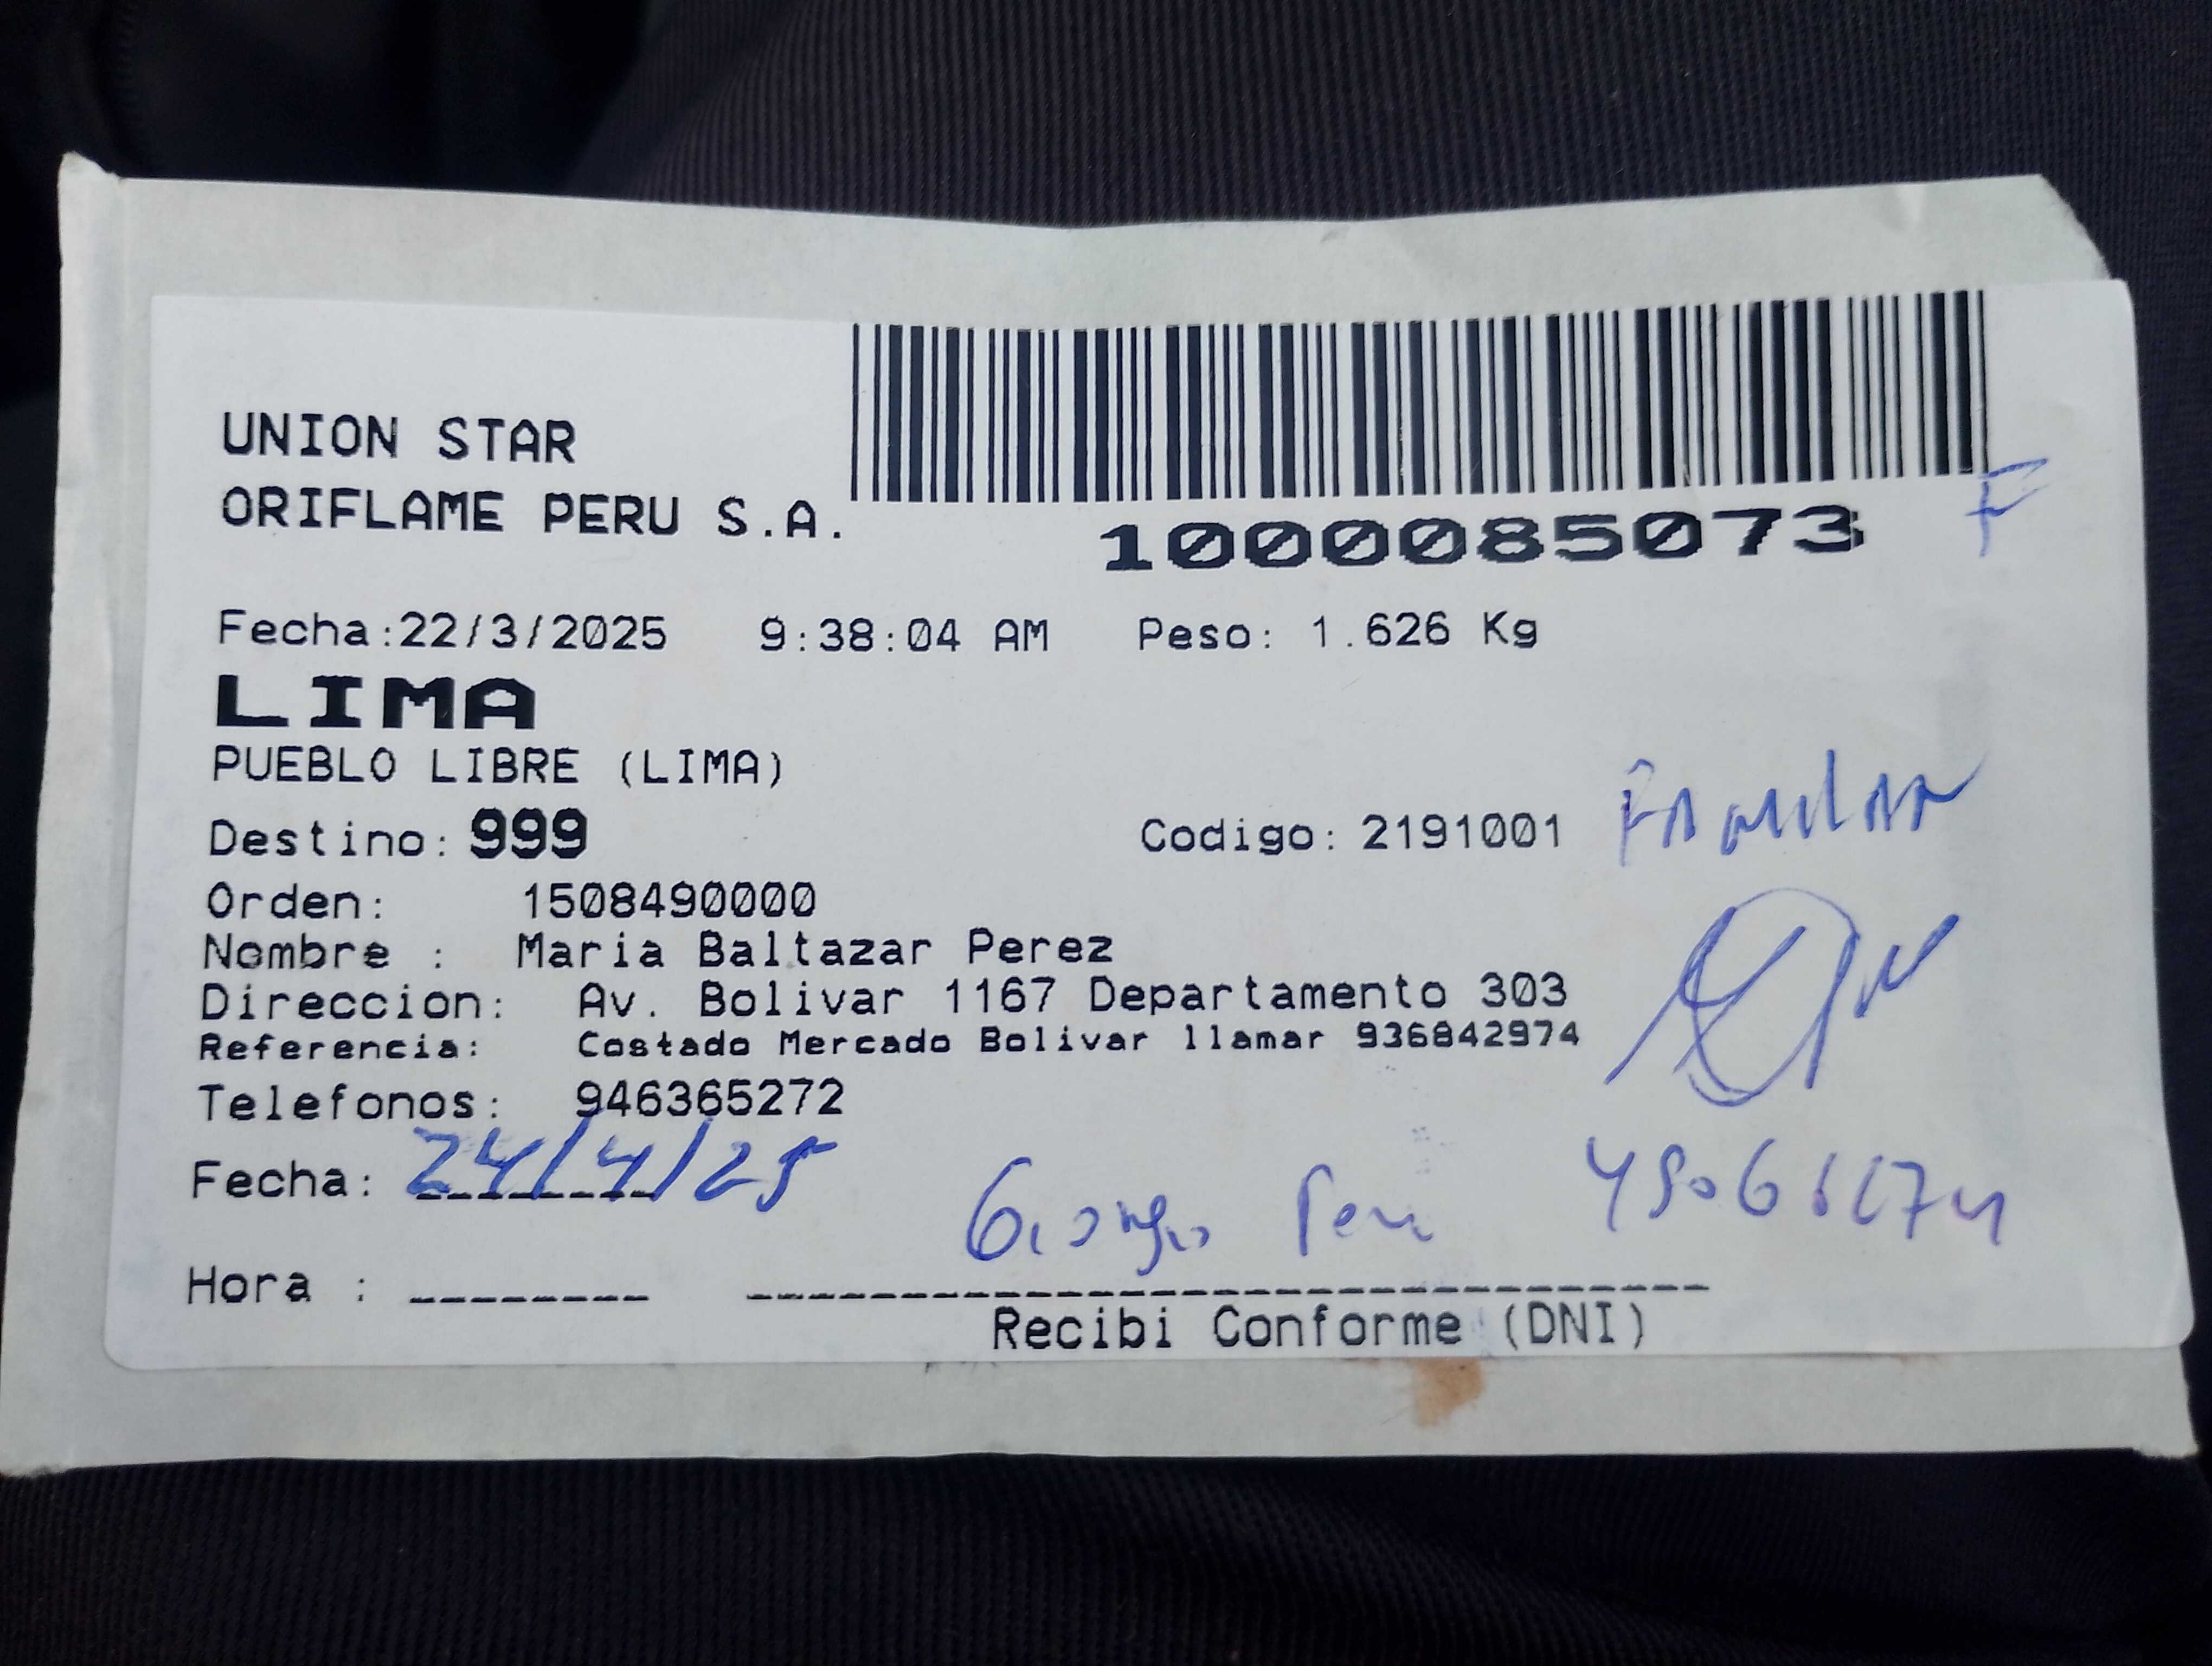 UNION STAR
ORIFLAME PERU S.A.
1000085073 F
Fecha:22/3/2025 9:38:04 AM Peso: 1.626 Kg
LIMA
PUEBLO LIBRE (LIMA)
Destino: 999 Codigo: 2191001
Orden: 1508490000
Nombre : Maria Baltazar Perez
Direccion: Av. Bolivar 1167 Departamento 303
Referencia: Costado Mercado Bolivar llamar 936842974
Telefonos: 946365272
Fecha: 24/4/25
Hora :
Recibi Conforme (DNI)